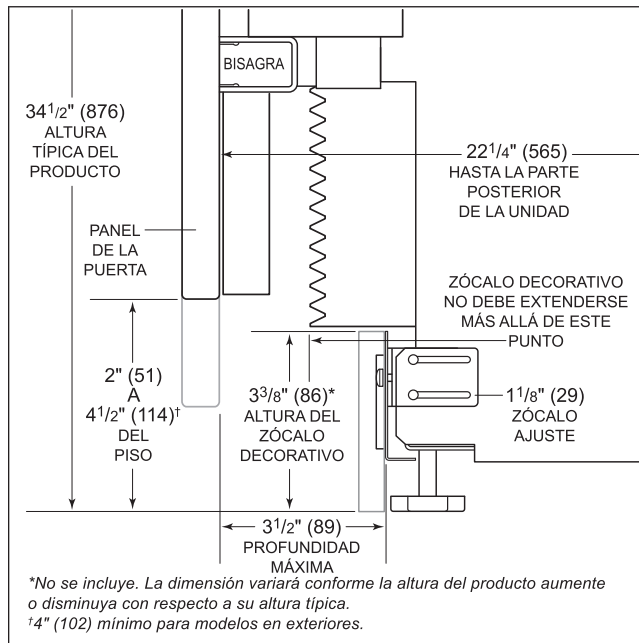 BISAGRA
34 1/2" (876)
ALTURA
TÍPICA DEL
PRODUCTO
22 1/4" (565)
HASTA LA PARTE
POSTERIOR
DE LA UNIDAD
PANEL
DE LA
PUERTA
ZÓCALO DECORATIVO
NO DEBE EXTENDERSE
MÁS ALLÁ DE ESTE
PUNTO
2" (51)
A
4 1/2" (114)†
DEL
PISO
3 3/8" (86)*
ALTURA DEL
ZÓCALO
DECORATIVO
1 1/8" (29)
ZÓCALO
AJUSTE
3 1/2" (89)
PROFUNDIDAD
MÁXIMA
*No se incluye. La dimensión variará conforme la altura del producto aumente
o disminuya con respecto a su altura típica.
†4" (102) mínimo para modelos en exteriores.